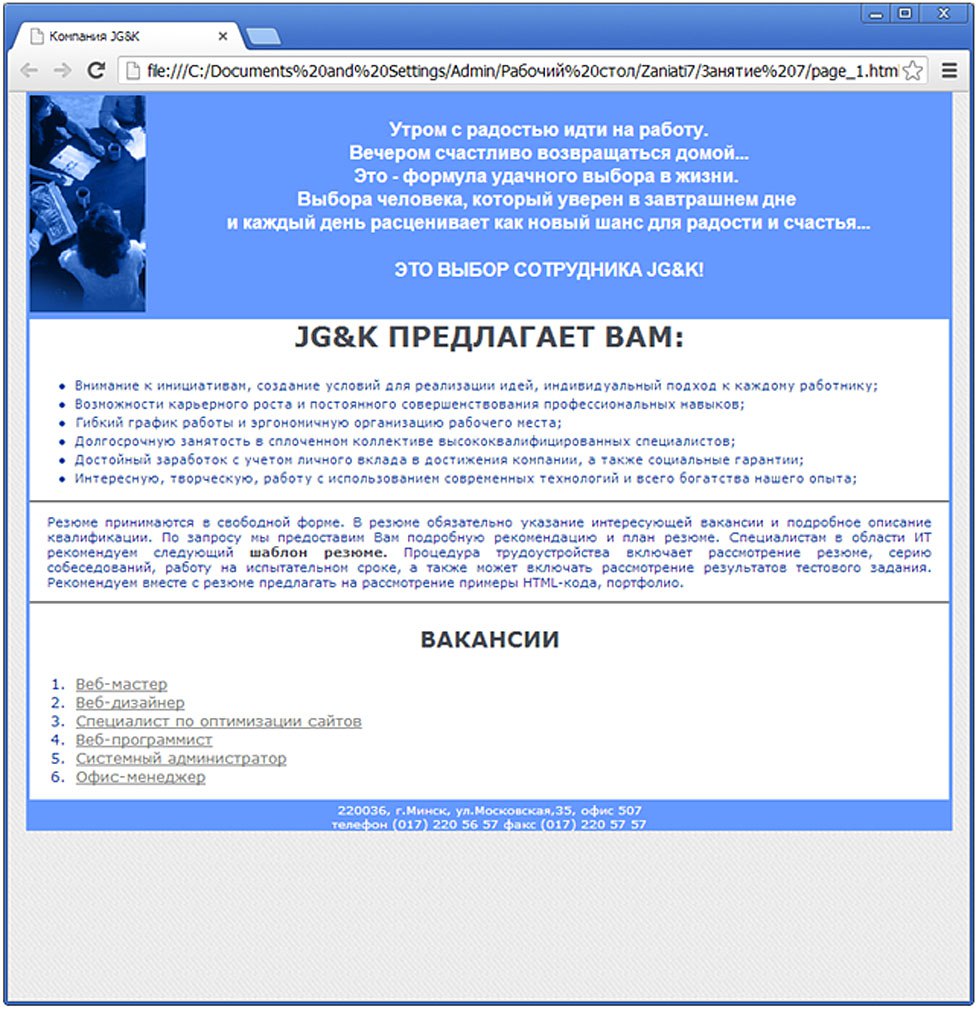 Компания JG&K
file:///C:/Documents%20and%20Settings/Admin/Рабочий%20стол/Zaniati7/Занятие%207/page_1.htm
Утром с радостью идти на работу.
Вечером счастливо возвращаться домой...
Это - формула удачного выбора в жизни.
Выбора человека, который уверен в завтрашнем дне
и каждый день расценивает как новый шанс для радости и счастья...
ЭТО ВЫБОР СОТРУДНИКА JG&K!
JG&K ПРЕДЛАГАЕТ ВАМ:
• Внимание к инициативам, создание условий для реализации идей, индивидуальный подход к каждому работнику;
• Возможности карьерного роста и постоянного совершенствования профессиональных навыков;
• Гибкий график работы и эргономичную организацию рабочего места;
• Долгосрочную занятость в сплоченном коллективе высококвалифицированных специалистов;
• Достойный заработок с учетом личного вклада в достижения компании, а также социальные гарантии;
• Интересную, творческую, работу с использованием современных технологий и всего богатства нашего опыта;
Резюме принимаются в свободной форме. В резюме обязательно указание интересующей вакансии и подробное описание
квалификации. По запросу мы предоставим Вам подробную рекомендацию и план резюме. Специалистам в области ИТ
рекомендуем следующий шаблон резюме. Процедура трудоустройства включает рассмотрение резюме, серию
собеседований, работу на испытательном сроке, а также может включать рассмотрение результатов тестового задания.
Рекомендуем вместе с резюме предлагать на рассмотрение примеры HTML-кода, портфолио.
ВАКАНСИИ
1. Веб-мастер
2. Веб-дизайнер
3. Специалист по оптимизации сайтов
4. Веб-программист
5. Системный администратор
6. Офис-менеджер
220036, г.Минск, ул.Московская,35, офис 507
телефон (017) 220 56 57 факс (017) 220 57 57